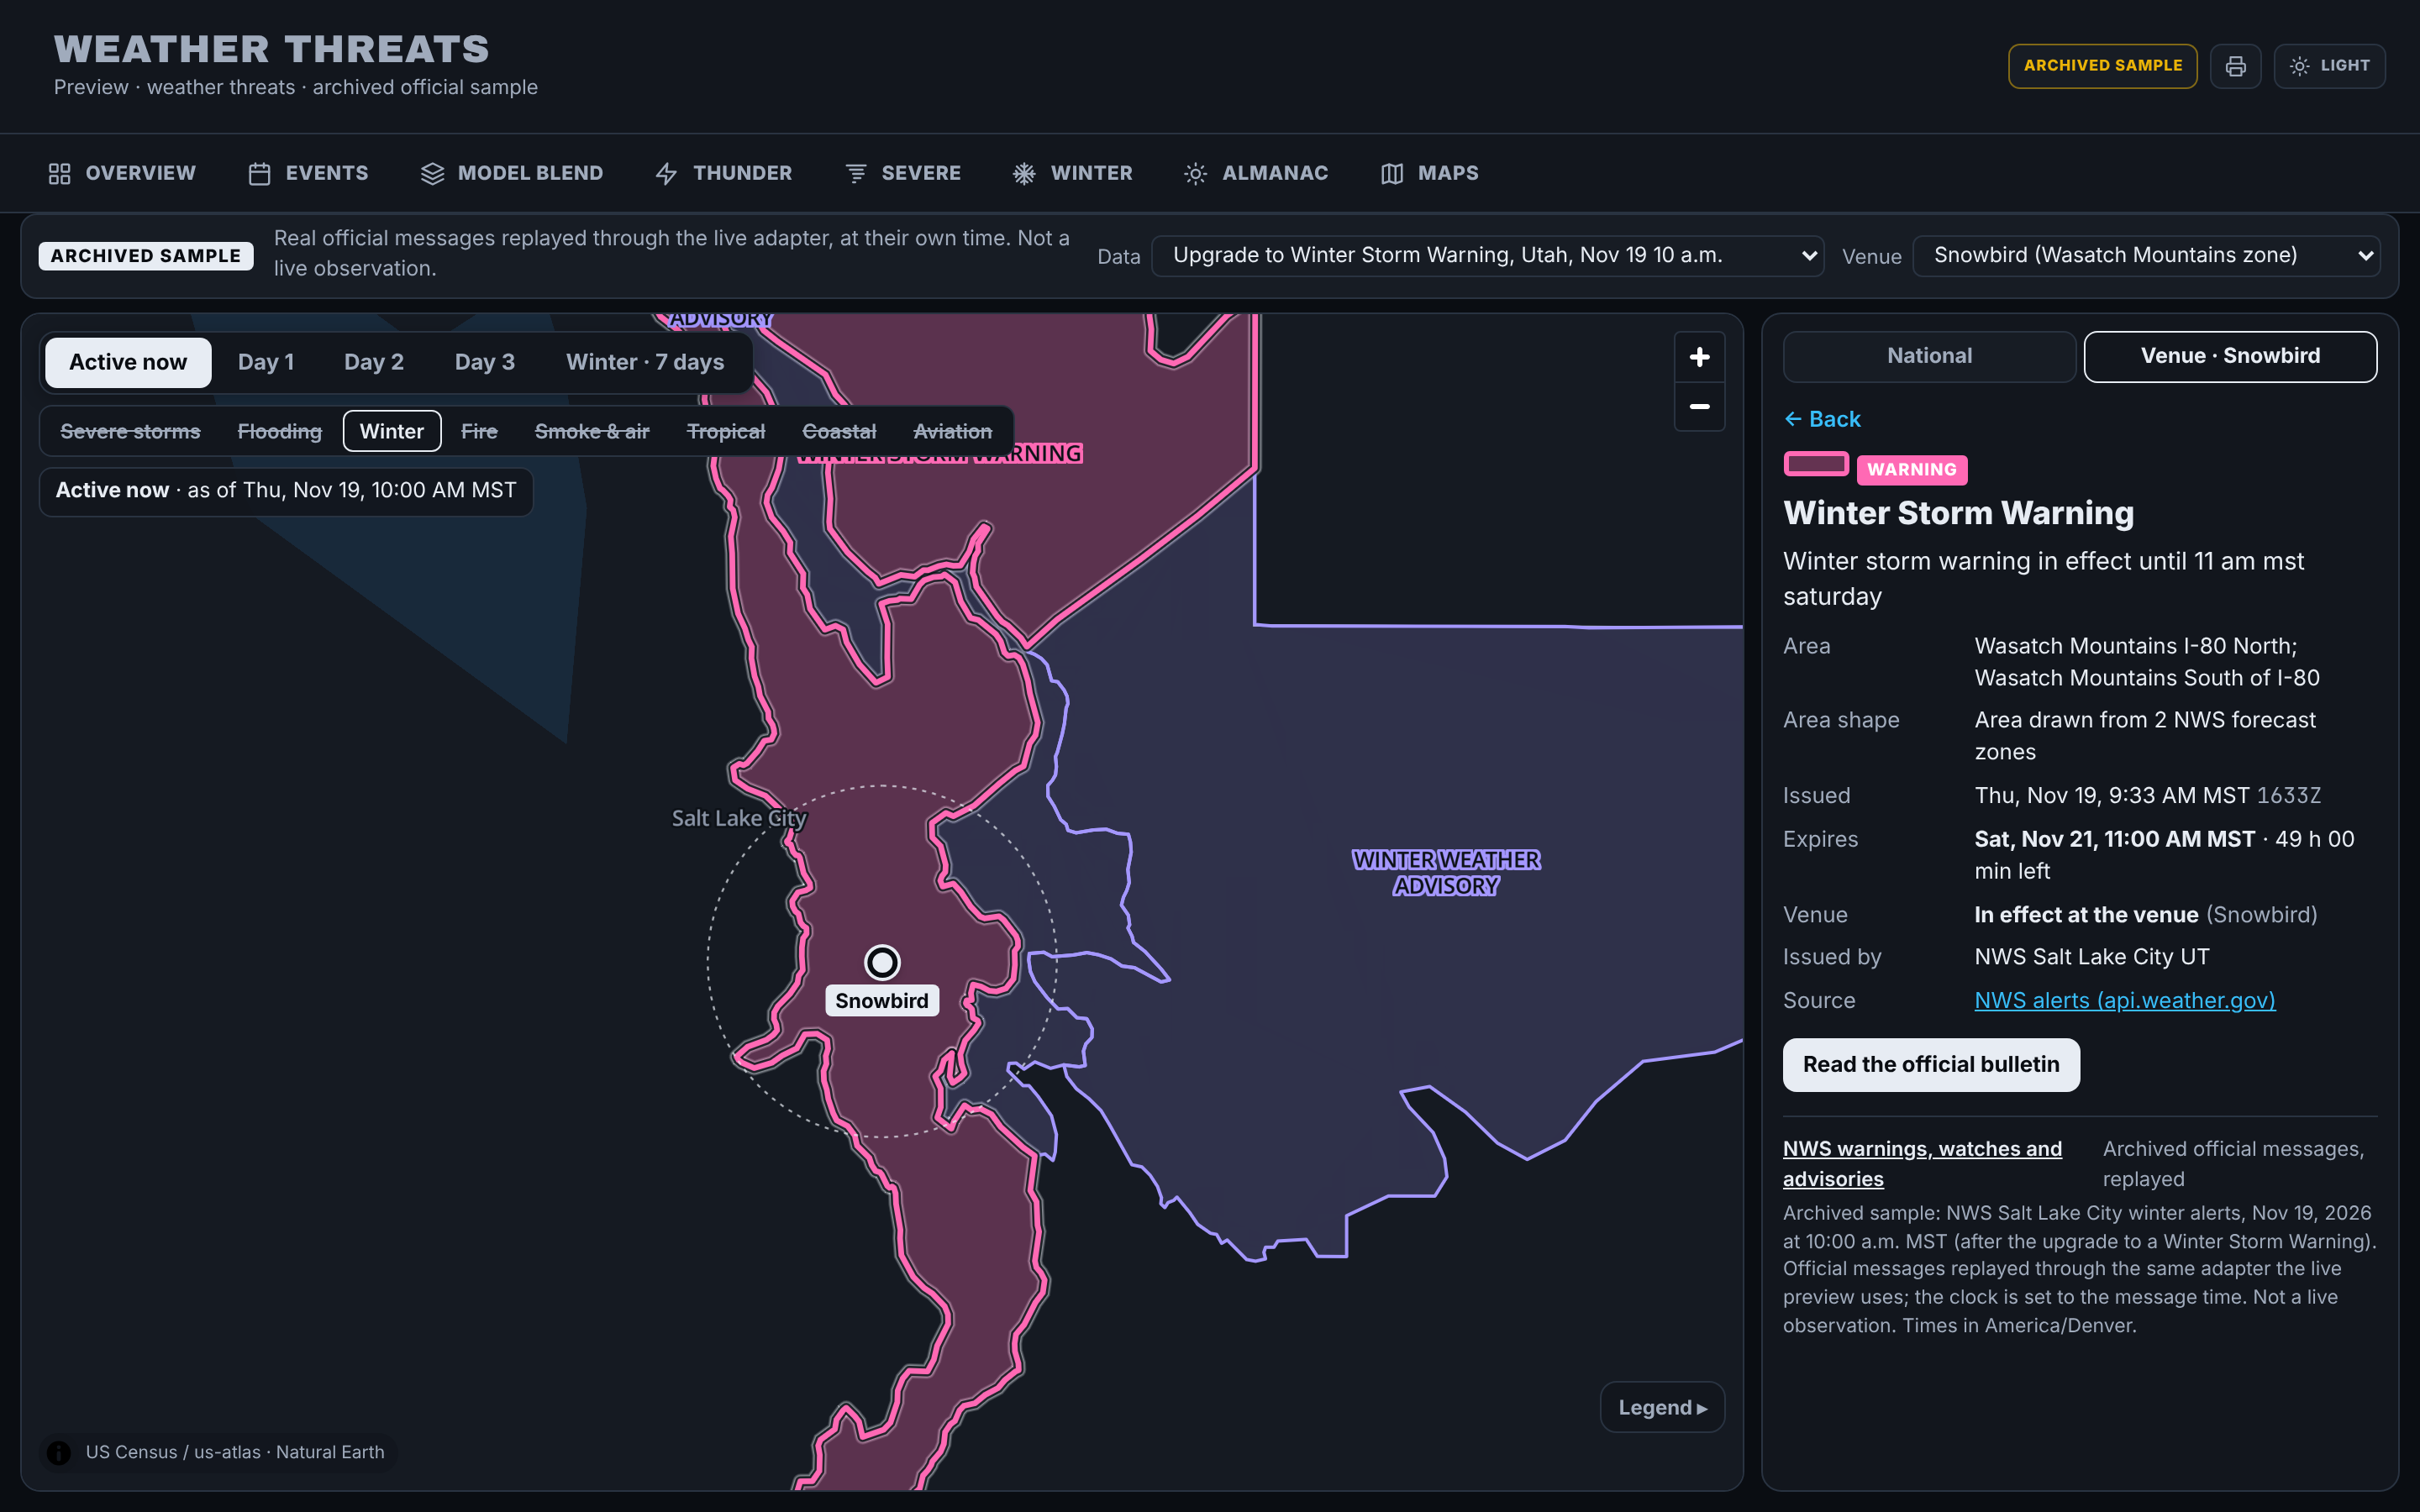 WEATHER THREATS
Preview · weather threats · archived official sample
ARCHIVED SAMPLE
LIGHT
OVERVIEW
EVENTS
MODEL BLEND
THUNDER
SEVERE
WINTER
ALMANAC
MAPS
ARCHIVED SAMPLE
Real official messages replayed through the live adapter, at their own time. Not a
live observation.
Data
Upgrade to Winter Storm Warning, Utah, Nov 19 10 a.m.
Venue
Snowbird (Wasatch Mountains zone)
ADVISORY
Active now
Day 1
Day 2
Day 3
Winter · 7 days
Severe storms
Flooding
Winter
Fire
Smoke & air
Tropical
Coastal
Aviation
WINTER STORM WARNING
Active now · as of Thu, Nov 19, 10:00 AM MST
+
−
Salt Lake City
WINTER WEATHER
ADVISORY
Snowbird
Legend ▸
US Census / us-atlas · Natural Earth
National
Venue · Snowbird
← Back
WARNING
Winter Storm Warning
Winter storm warning in effect until 11 am mst
saturday
Area
Wasatch Mountains I-80 North;
Wasatch Mountains South of I-80
Area shape
Area drawn from 2 NWS forecast
zones
Issued
Thu, Nov 19, 9:33 AM MST 1633Z
Expires
Sat, Nov 21, 11:00 AM MST · 49 h 00
min left
Venue
In effect at the venue (Snowbird)
Issued by
NWS Salt Lake City UT
Source
NWS alerts (api.weather.gov)
Read the official bulletin
NWS warnings, watches and
advisories
Archived official messages,
replayed
Archived sample: NWS Salt Lake City winter alerts, Nov 19, 2026
at 10:00 a.m. MST (after the upgrade to a Winter Storm Warning).
Official messages replayed through the same adapter the live
preview uses; the clock is set to the message time. Not a live
observation. Times in America/Denver.